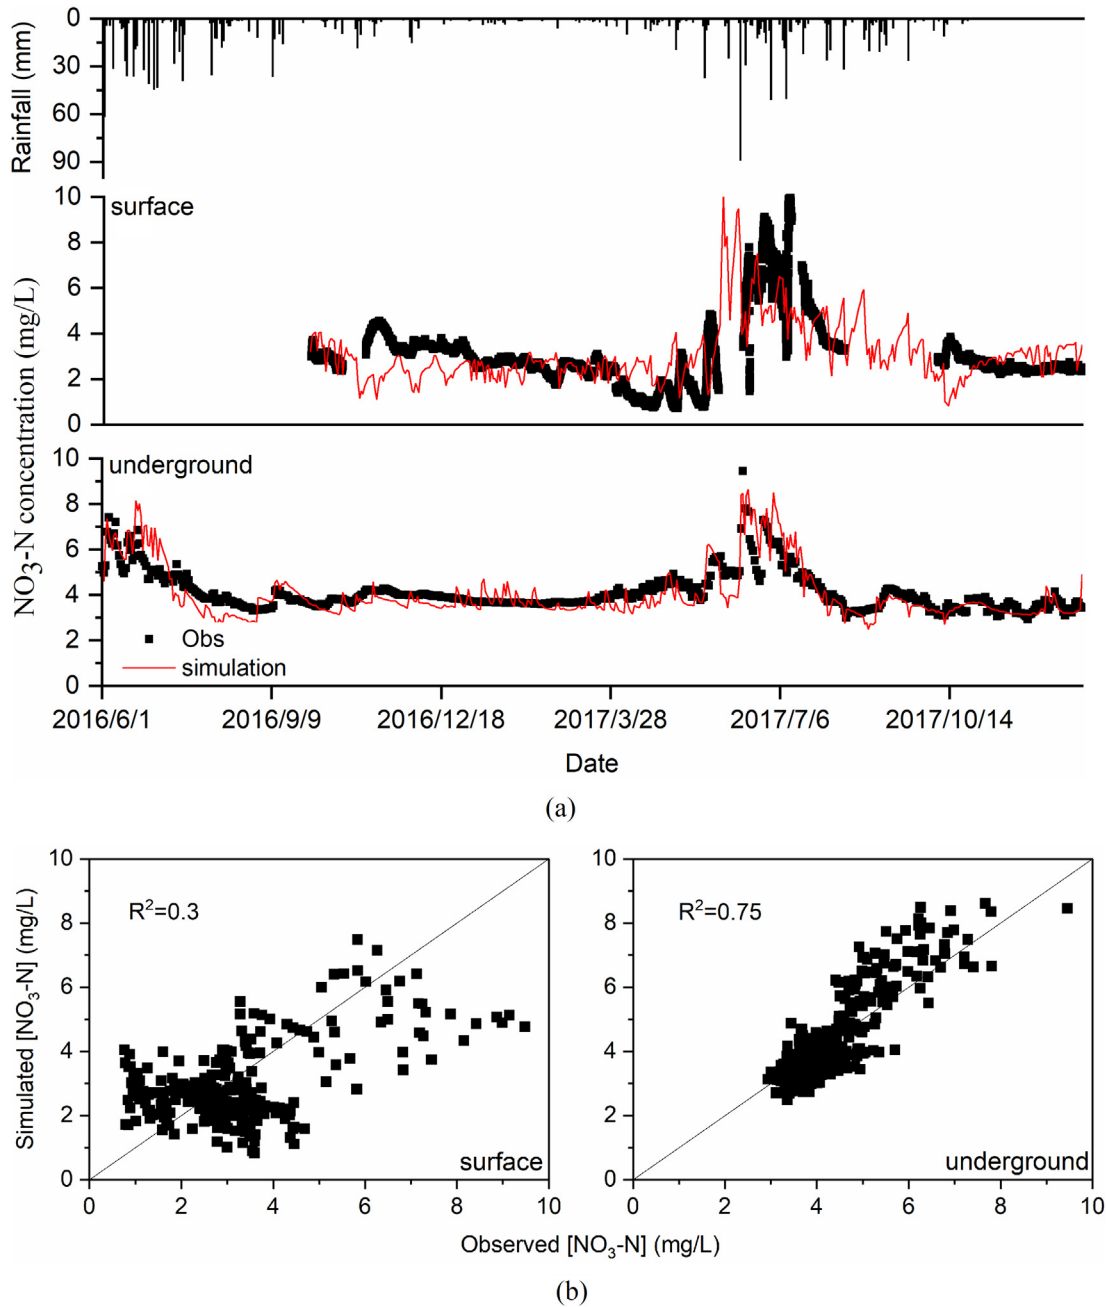 0
30
60
90
Rainfall (mm)
surface
10
8
6
4
2
0
NO3-N concentration (mg/L)
underground
10
8
6
4
2
0
Obs
simulation
2016/6/1 2016/9/9 2016/12/18 2017/3/28 2017/7/6 2017/10/14
Date
(a)
10
8
6
4
2
0
Simulated [NO3-N] (mg/L)
R2=0.3
surface
0 2 4 6 8 10
10
8
6
4
2
0
R2=0.75
underground
0 2 4 6 8 10
Observed [NO3-N] (mg/L)
(b)